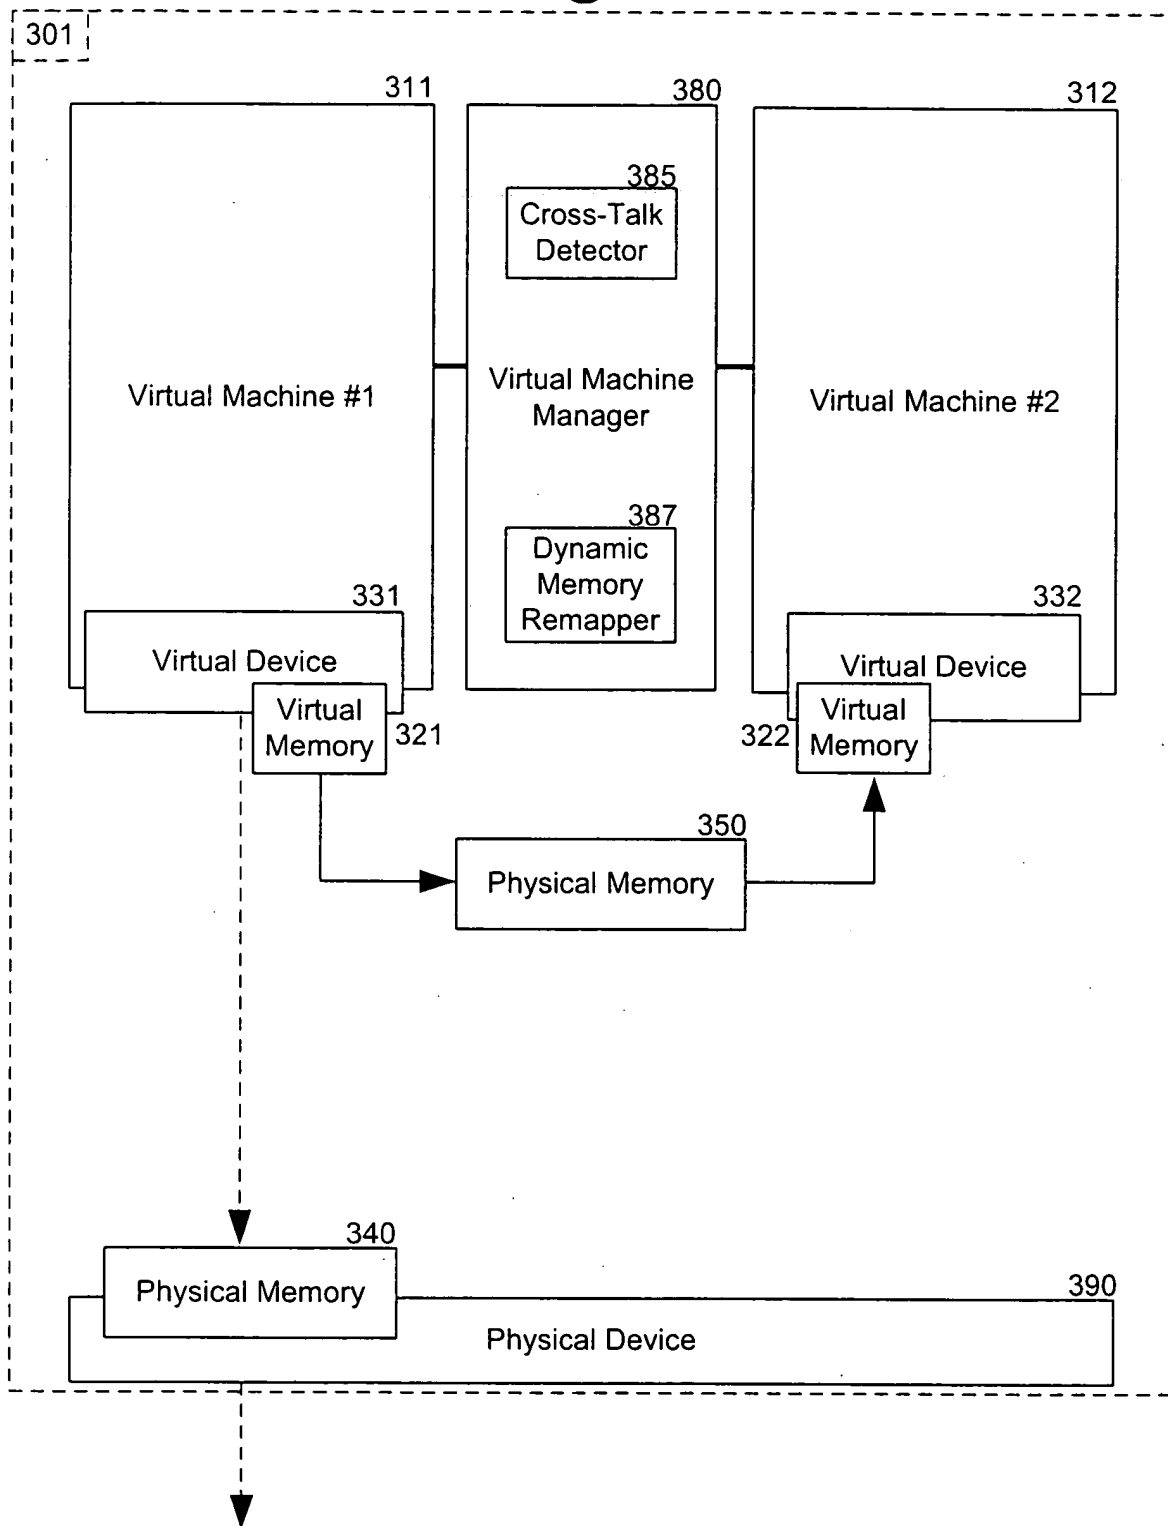 301
311
380
312
385
Cross-Talk
Detector
Virtual Machine #1
Virtual Machine
Manager
Virtual Machine #2
387
Dynamic
Memory
Remapper
331
Virtual Device
332
Virtual Device
Virtual
Memory
321
322
Virtual
Memory
350
Physical Memory
340
Physical Memory
390
Physical Device